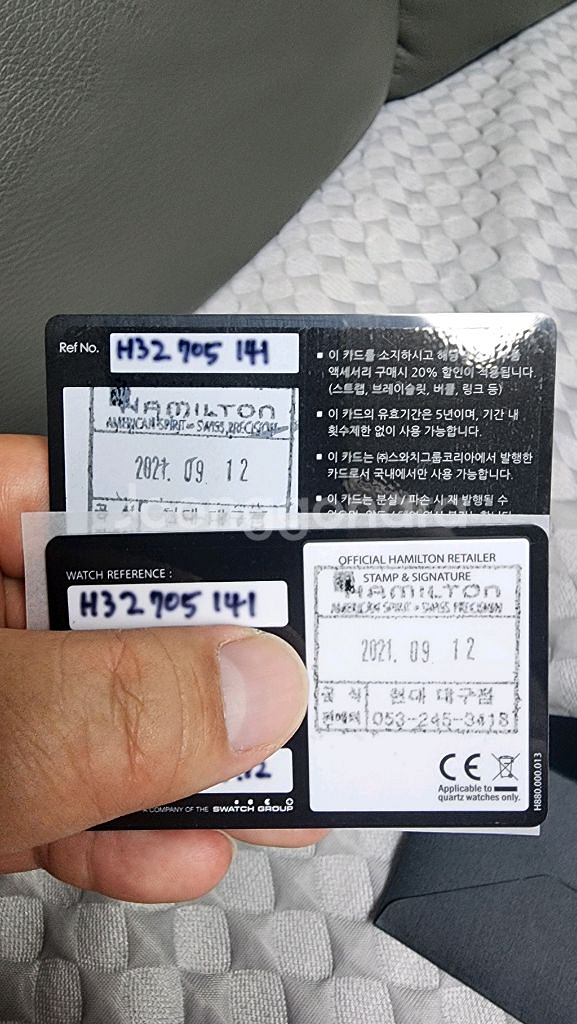 Ref No. H32 705 141
HAMILTON
AMERICAN SPIRIT • SWISS PRECISION
2021. 09. 12
■ 이 카드를 소지하시고 해당
액세서리 구매시 20% 할인이 적용됩니다.
(스트랩, 브레이슬릿, 버클, 링크 등)
■ 이 카드의 유효기간은 5년이며, 기간 내
횟수제한 없이 사용 가능합니다.
■ 이 카드는 ㈜스와치그룹코리아에서 발행한
카드로서 국내에서만 사용 가능합니다.
■ 이 카드는 분실 / 파손 시 재 발행될 수
WATCH REFERENCE :
H32 705 141
OFFICIAL HAMILTON RETAILER
STAMP & SIGNATURE
HAMILTON
AMERICAN SPIRIT • SWISS PRECISION
2021. 09. 12
공 식 현대 대구점
판매처 053-245-3418
.12
CE
Applicable to
quartz watches only.
A COMPANY OF THE SWATCH GROUP
H880.000.013